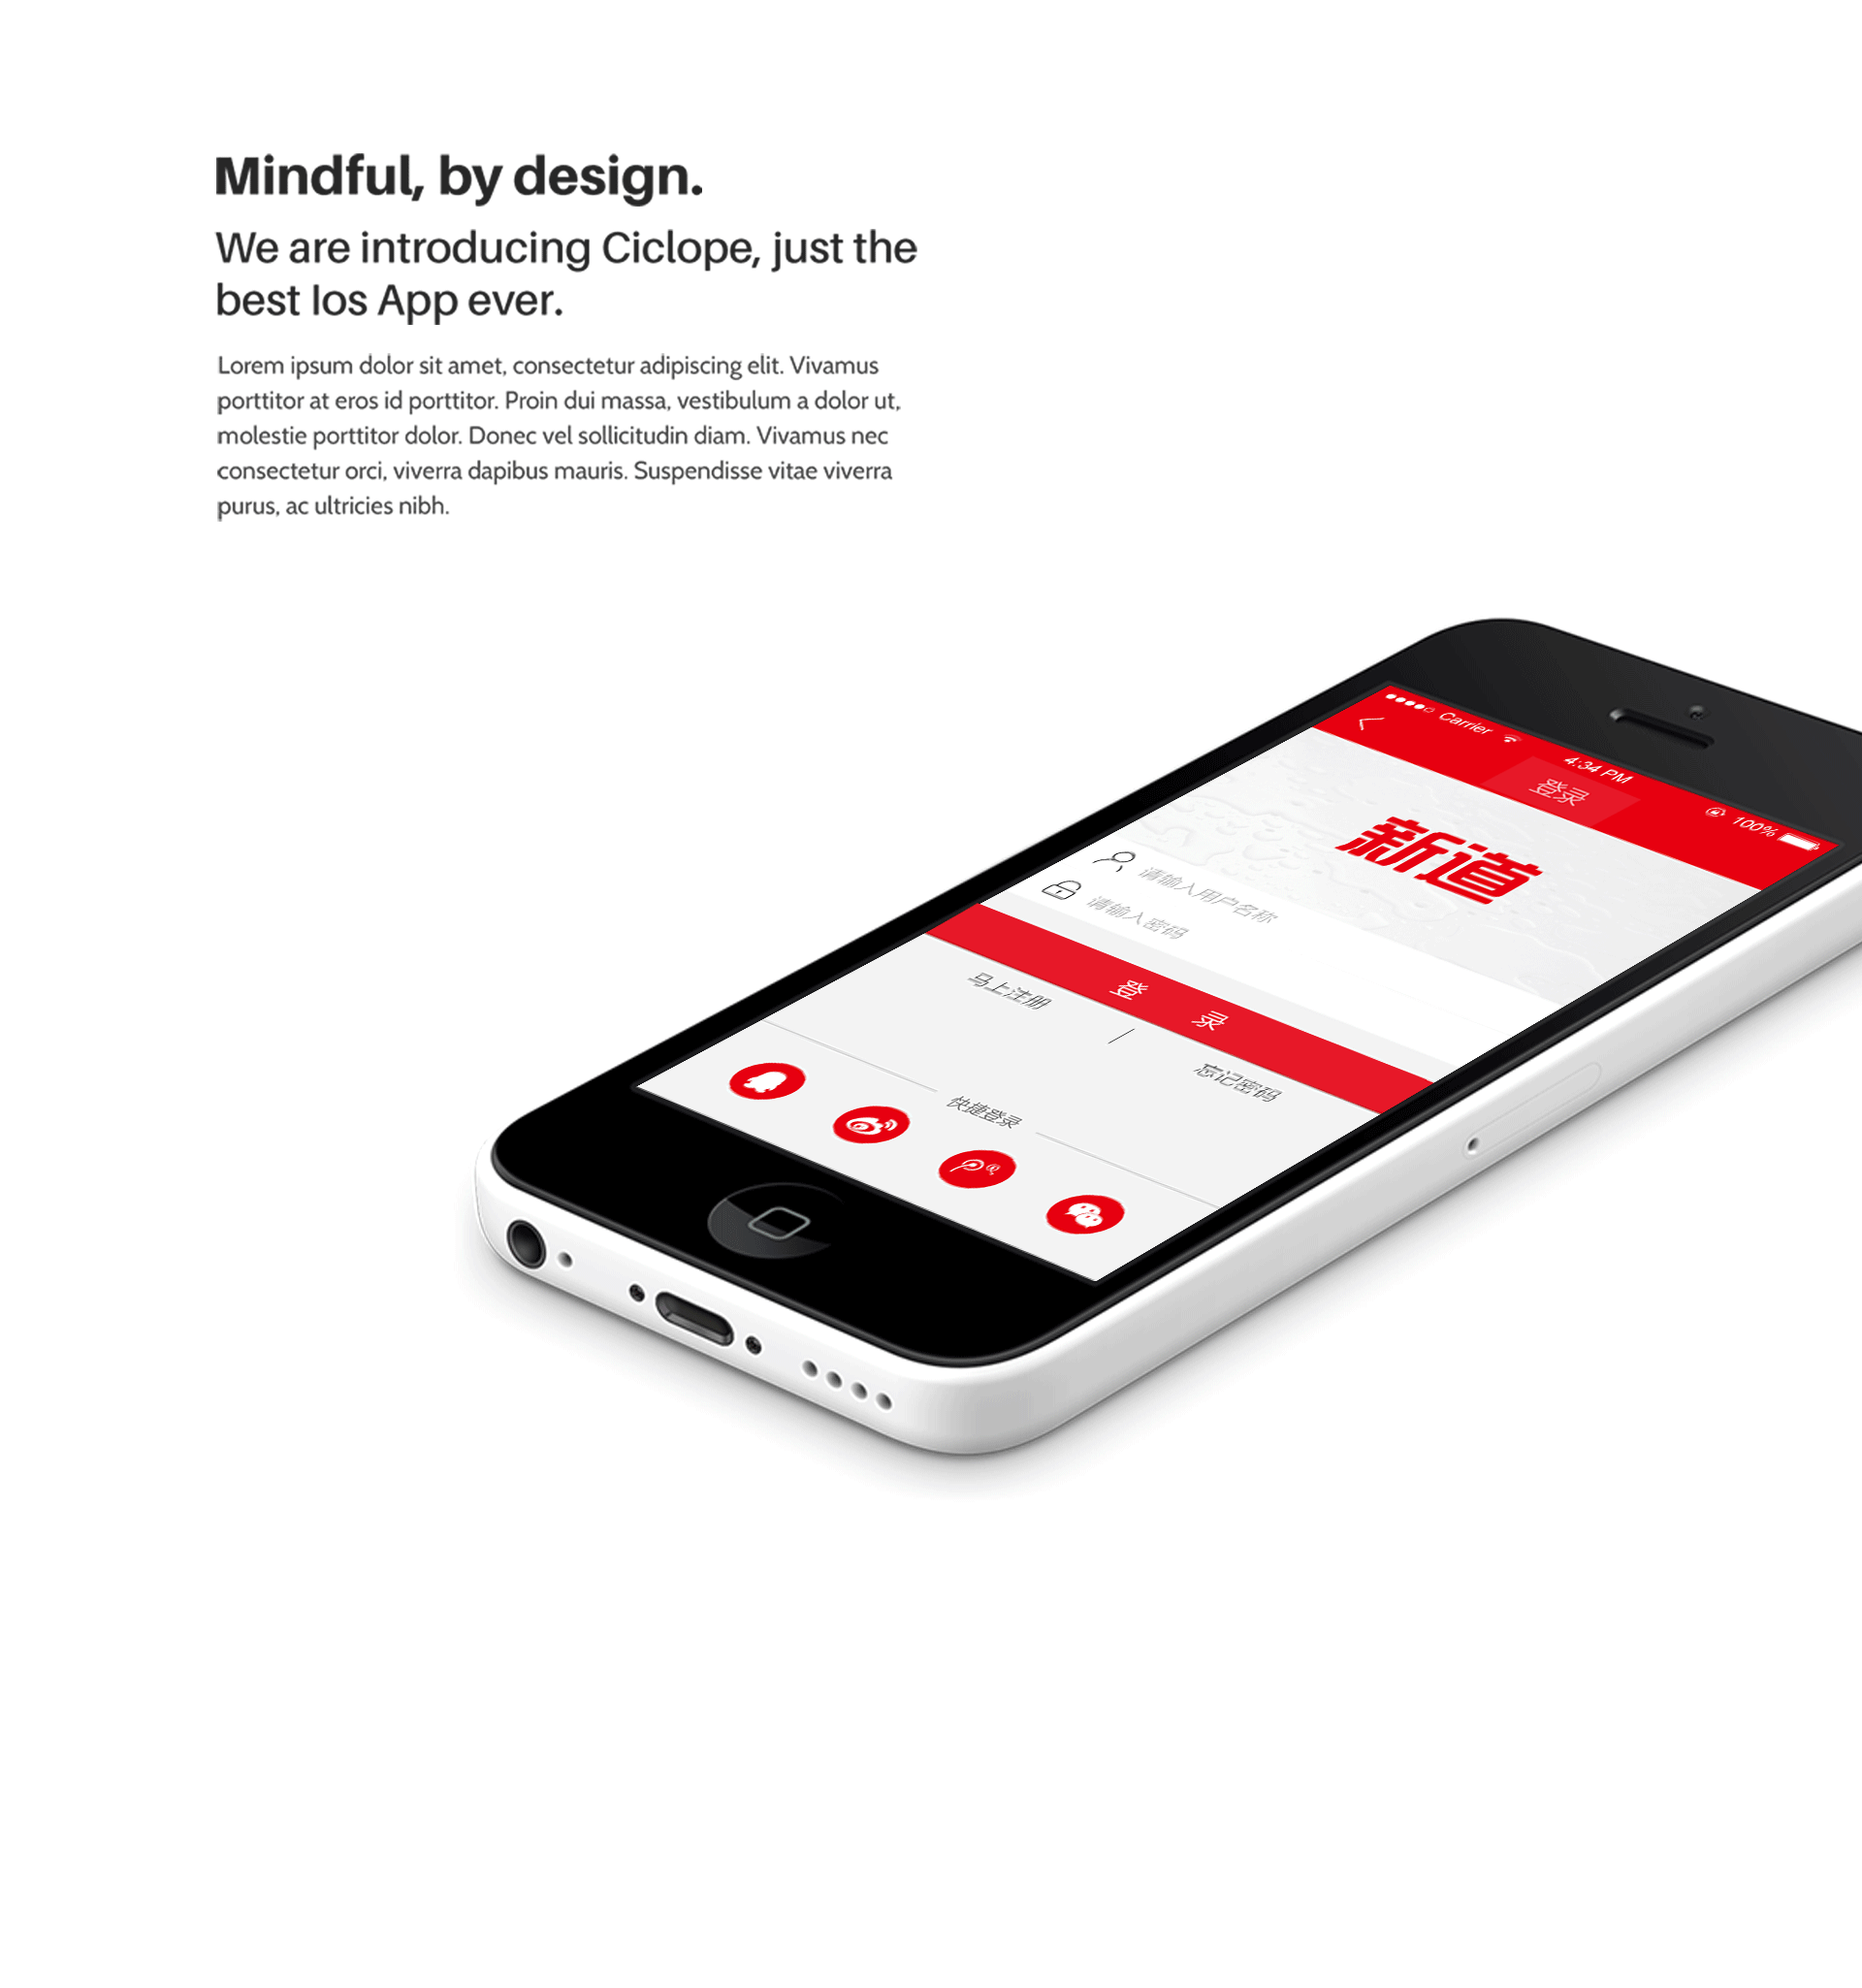 Mindful, by design.
We are introducing Ciclope, just the
best Ios App ever.
Lorem ipsum dolor sit amet, consectetur adipiscing elit. Vivamus
porttitor at eros id porttitor. Proin dui massa, vestibulum a dolor ut,
molestie porttitor dolor. Donec vel sollicitudin diam. Vivamus nec
consectetur orci, viverra dapibus mauris. Suspendisse vitae viverra
purus, ac ultricies nibh.
Carrier 4:34 PM 100%
登录
新道
请输入用户名称
请输入密码
登 录
马上注册 / 忘记密码
快捷登录